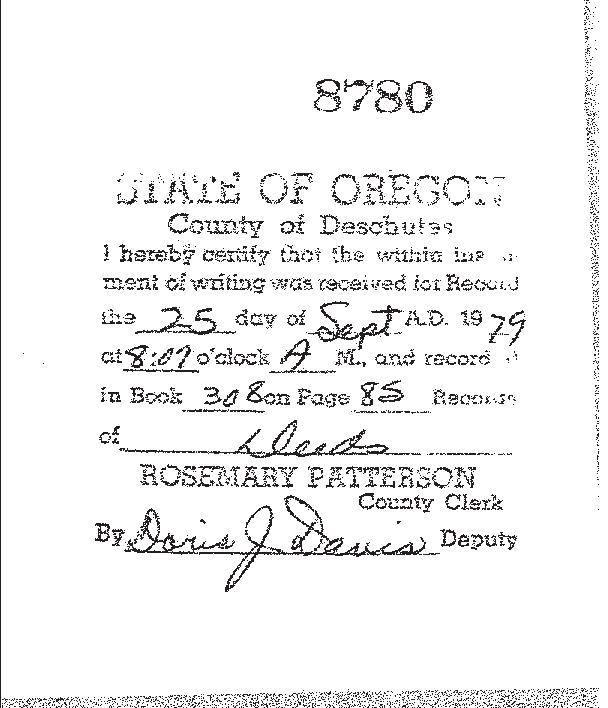 8780
STATE OF OREGON
County of Deschutes
I hereby certify that the within
ment of writing was received for Record
the 25 day of Sept A.D. 1979
at 8:07 o'clock A M., and record
in Book 308 on Page 85 Records
of Deeds
ROSEMARY PATTERSON
County Clerk
By Doris J Davis Deputy